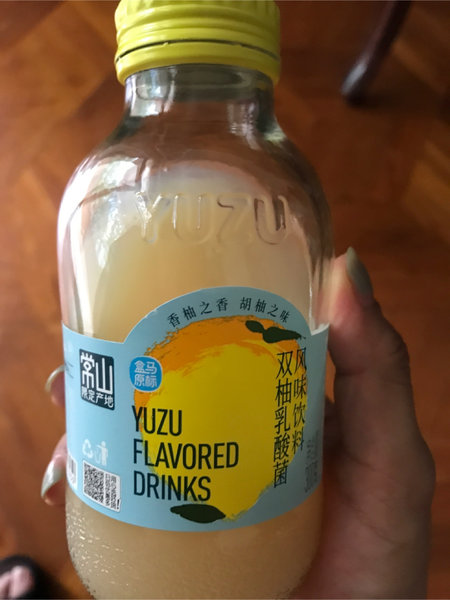 YUZU
香柚之香 胡柚之味
常山
限定产地
盒马
原标
双柚乳酸菌
风味饮料
YUZU
FLAVORED
DRINKS